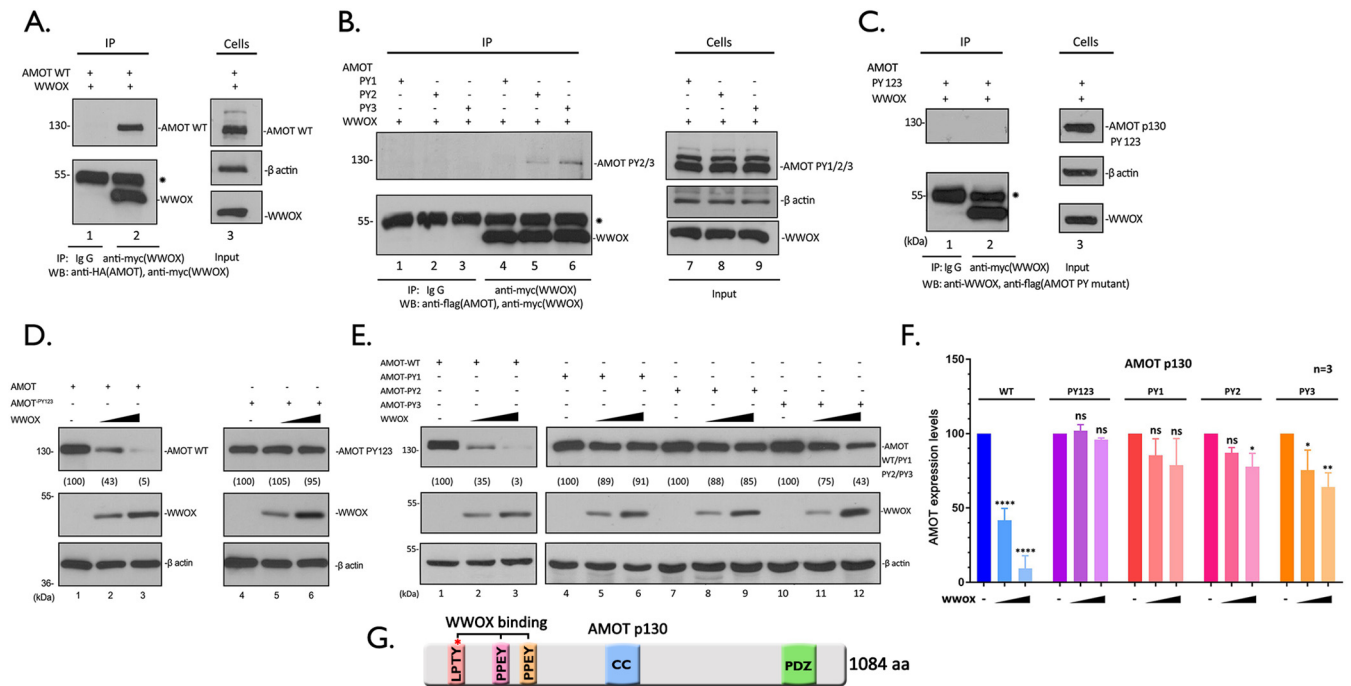 A.
IP Cells
AMOT WT + + +
WWOX + + +
130- -AMOT WT -AMOT WT
-β actin
55- -WWOX -WWOX
1 2 3
IP: Ig G anti-myc(WWOX) Input
WB: anti-HA(AMOT), anti-myc(WWOX)
B.
IP Cells
AMOT
PY1 + - - + - - + - -
PY2 - + - - + - - + -
PY3 - - + - - + - - +
WWOX + + + + + + + + +
130- -AMOT PY2/3 -AMOT PY1/2/3
-β actin
55- -WWOX -WWOX
1 2 3 4 5 6 7 8 9
IP: Ig G anti-myc(WWOX) Input
WB: anti-flag(AMOT), anti-myc(WWOX)
C.
IP Cells
AMOT
PY 123 + + +
WWOX + + +
130- -AMOT p130
PY 123
-β actin
55- -WWOX
(kDa) 1 2 3
IP: Ig G anti-myc(WWOX) Input
WB: anti-WWOX, anti-flag(AMOT PY mutant)
D.
AMOT + + + - - -
AMOT-PY123 - - - + + +
WWOX - -
130- -AMOT WT -AMOT PY123
(100) (43) (5) (100) (105) (95)
55- -WWOX 55- -WWOX
-β actin -β actin
36-
(kDa) 1 2 3 4 5 6
E.
AMOT-WT + + + - - - - - - - - -
AMOT-PY1 - - - + + + - - - - - -
AMOT-PY2 - - - - - - + + + - - -
AMOT-PY3 - - - - - - - - - + + +
WWOX - - - -
130- -AMOT
WT/PY1
PY2/PY3
(100) (35) (3) (100) (89) (91) (100) (88) (85) (100) (75) (43)
55- -WWOX
55- -β actin
(kDa) 1 2 3 4 5 6 7 8 9 10 11 12
F.
AMOT p130
n=3
WT PY123 PY1 PY2 PY3
AMOT expression levels
150
100
50
0
**** **** ns ns ns ns ns * * **
WWOX - - - - -
G.
WWOX binding AMOT p130
*
LPTY PPEY PPEY CC PDZ 1084 aa